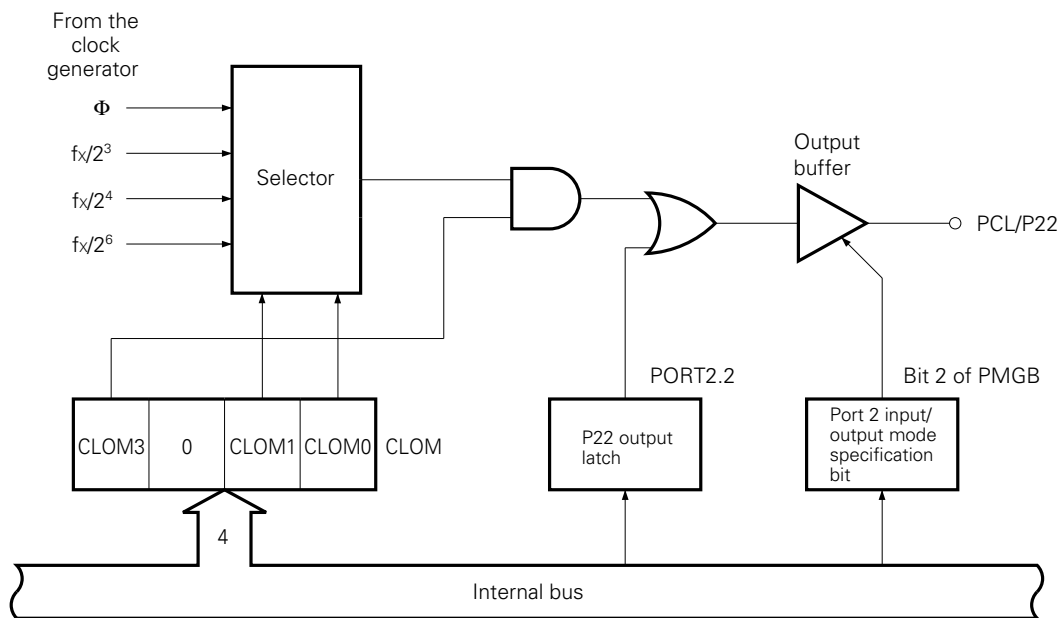 From the
clock
generator
Φ
fx/2³
fx/2⁴
fx/2⁶
Selector
Output
buffer
PCL/P22
PORT2.2
Bit 2 of PMGB
CLOM3 0 CLOM1 CLOM0 CLOM
P22 output
latch
Port 2 input/
output mode
specification
bit
4
Internal bus